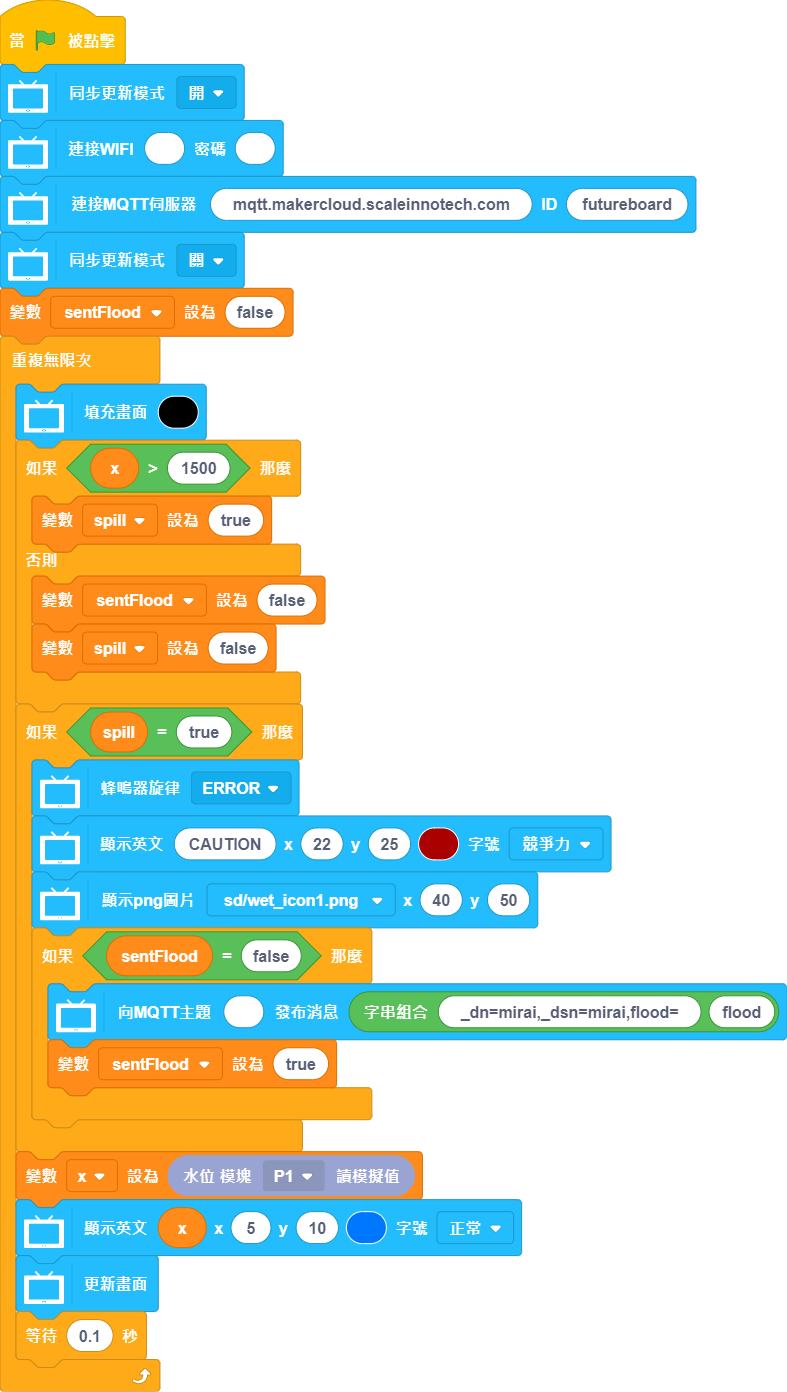 當 被點擊
同步更新模式 開
連接WIFI 密碼
連接MQTT伺服器 mqtt.makercloud.scaleinnotech.com ID futureboard
同步更新模式 關
變數 sentFlood 設為 false
重複無限次
填充畫面
如果 x > 1500 那麼
變數 spill 設為 true
否則
變數 sentFlood 設為 false
變數 spill 設為 false
如果 spill = true 那麼
蜂鳴器旋律 ERROR
顯示英文 CAUTION x 22 y 25 字號 競爭力
顯示png圖片 sd/wet_icon1.png x 40 y 50
如果 sentFlood = false 那麼
向MQTT主題 發布消息 字串組合 _dn=mirai,_dsn=mirai,flood= flood
變數 sentFlood 設為 true
變數 x 設為 水位 模塊 P1 讀模擬值
顯示英文 x x 5 y 10 字號 正常
更新畫面
等待 0.1 秒